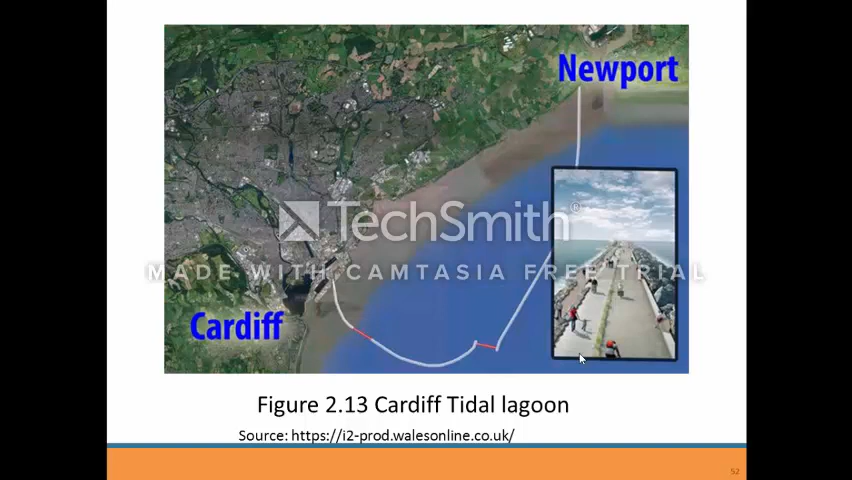 Newport
TechSmith®
MADE WITH CAMTASIA FREE TRIAL
Cardiff
Figure 2.13 Cardiff Tidal lagoon
Source: https://i2-prod.walesonline.co.uk/
52